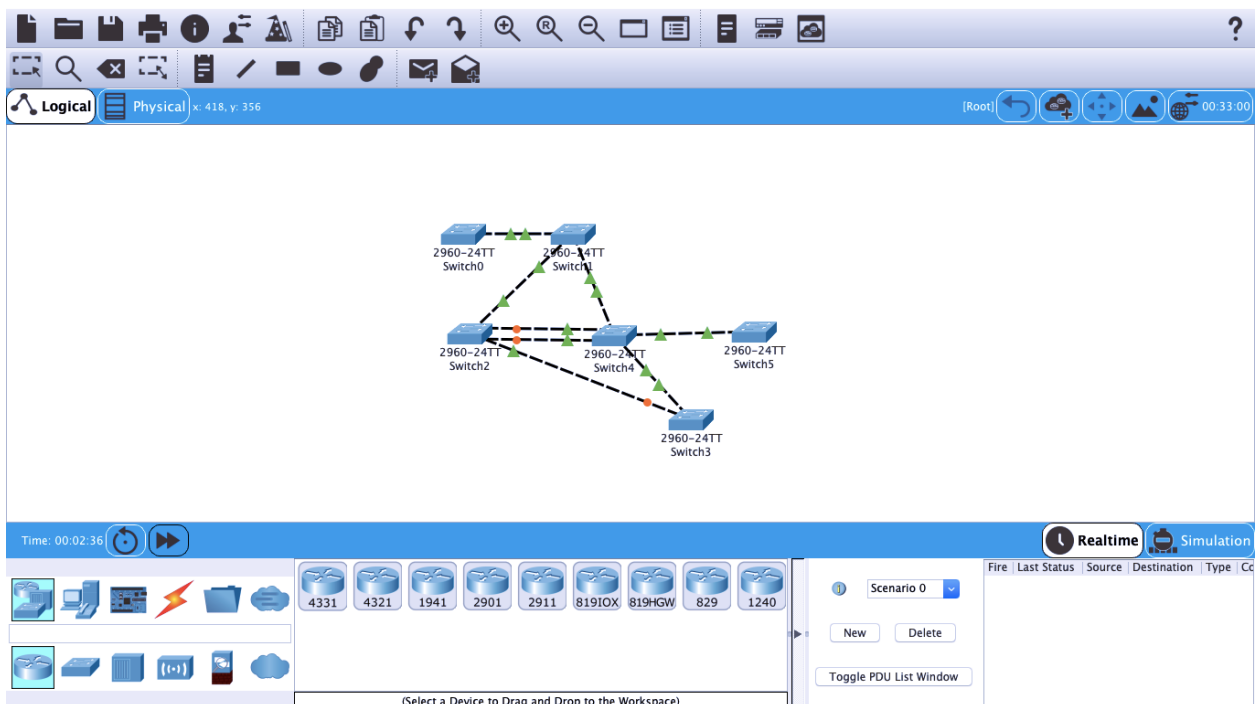 ?
Logical
Physical
x: 418, y: 356
[Root]
00:33:00
2960-24TT
Switch0
2960-24TT
Switch1
2960-24TT
Switch2
2960-24TT
Switch4
2960-24TT
Switch5
2960-24TT
Switch3
Time: 00:02:36
Realtime
Simulation
4331
4321
1941
2901
2911
819IOX
819HGW
829
1240
(Select a Device to Drag and Drop to the Workspace)
Scenario 0
New
Delete
Toggle PDU List Window
Fire Last Status Source Destination Type Co